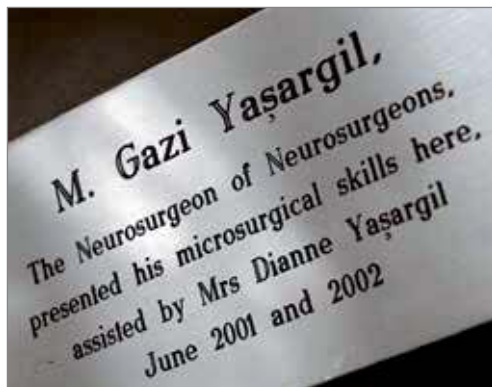 M. Gazi Yaşargil,
The Neurosurgeon of Neurosurgeons,
presented his microsurgical skills here,
assisted by Mrs Dianne Yaşargil
June 2001 and 2002